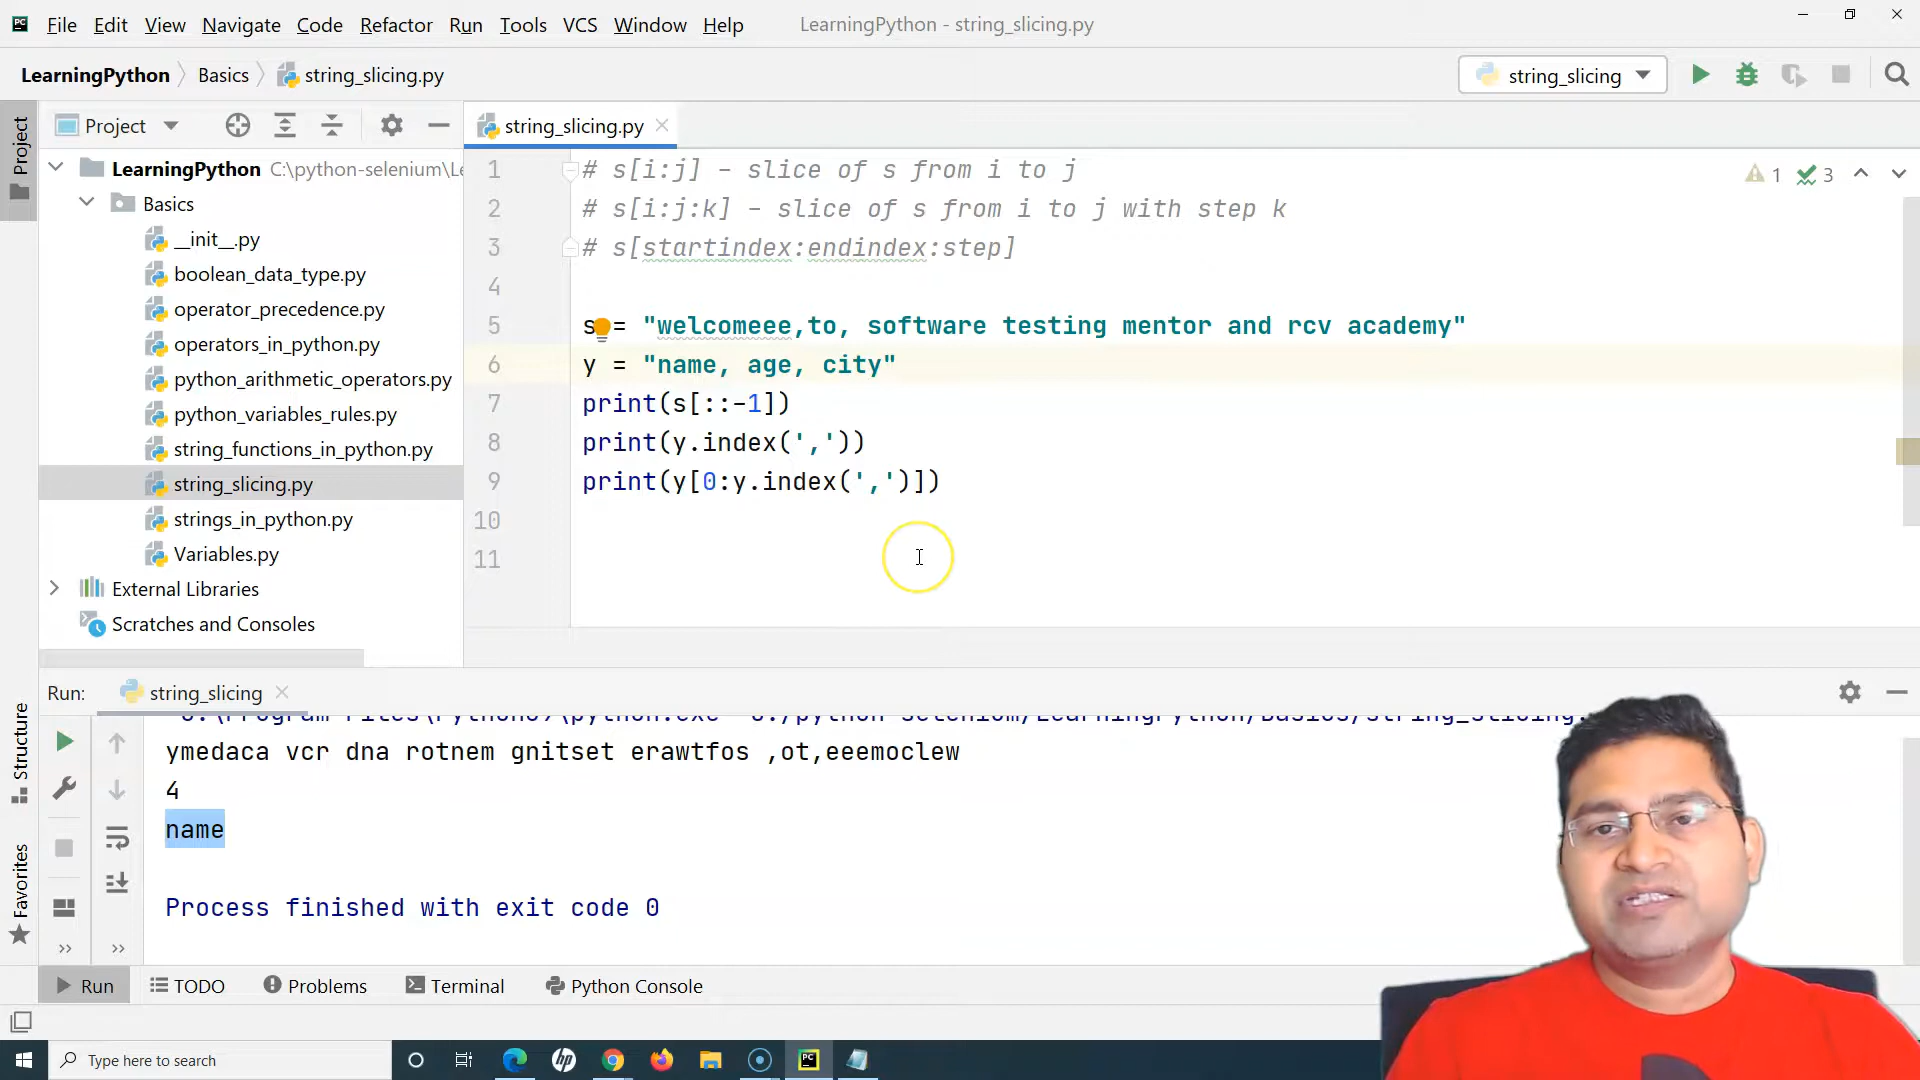 File Edit View Navigate Code Refactor Run Tools VCS Window Help LearningPython - string_slicing.py
LearningPython Basics string_slicing.py string_slicing
Project
Project
string_slicing.py
LearningPython C:\python-selenium\Le
Basics
__init__.py
boolean_data_type.py
operator_precedence.py
operators_in_python.py
python_arithmetic_operators.py
python_variables_rules.py
string_functions_in_python.py
string_slicing.py
strings_in_python.py
Variables.py
External Libraries
Scratches and Consoles
1 # s[i:j] - slice of s from i to j
2 # s[i:j:k] - slice of s from i to j with step k
3 # s[startindex:endindex:step]
4
5 s = "welcomeee,to, software testing mentor and rcv academy"
6 y = "name, age, city"
7 print(s[::-1])
8 print(y.index(','))
9 print(y[0:y.index(',')])
10
11
1 3
Run: string_slicing
ymedaca vcr dna rotnem gnitset erawtfos ,ot,eeemoclew
4
name
Process finished with exit code 0
Structure
Favorites
Run TODO Problems Terminal Python Console
Type here to search
hp
PC